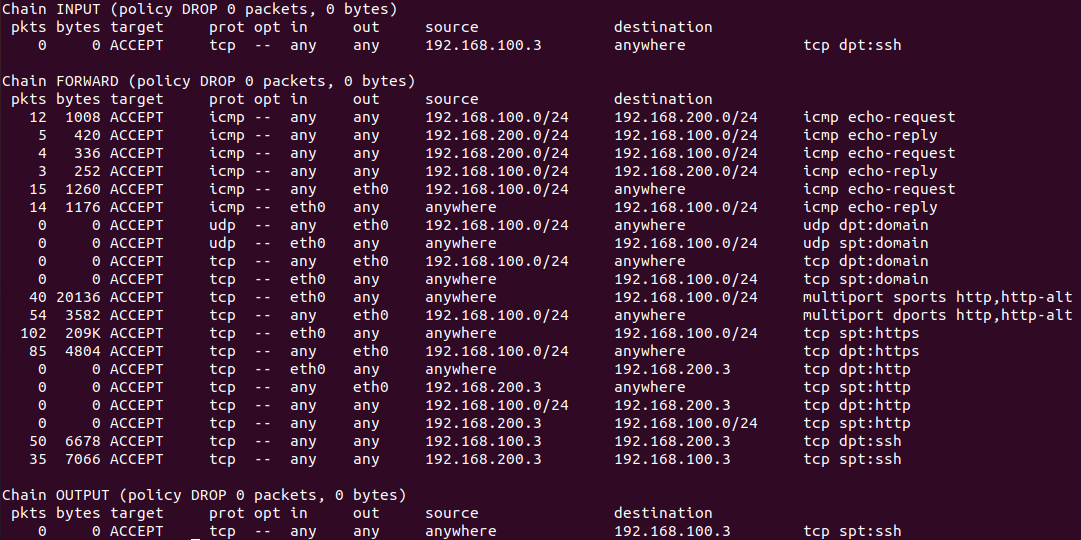 Chain INPUT (policy DROP 0 packets, 0 bytes)
 pkts bytes target     prot opt in     out     source               destination
    0     0 ACCEPT     tcp  --  any    any     192.168.100.3        anywhere             tcp dpt:ssh

Chain FORWARD (policy DROP 0 packets, 0 bytes)
 pkts bytes target     prot opt in     out     source               destination
   12  1008 ACCEPT     icmp --  any    any     192.168.100.0/24     192.168.200.0/24     icmp echo-request
    5   420 ACCEPT     icmp --  any    any     192.168.200.0/24     192.168.100.0/24     icmp echo-reply
    4   336 ACCEPT     icmp --  any    any     192.168.200.0/24     192.168.100.0/24     icmp echo-request
    3   252 ACCEPT     icmp --  any    any     192.168.100.0/24     192.168.200.0/24     icmp echo-reply
   15  1260 ACCEPT     icmp --  any    eth0    192.168.100.0/24     anywhere             icmp echo-request
   14  1176 ACCEPT     icmp --  eth0   any     anywhere             192.168.100.0/24     icmp echo-reply
    0     0 ACCEPT     udp  --  any    eth0    192.168.100.0/24     anywhere             udp dpt:domain
    0     0 ACCEPT     udp  --  eth0   any     anywhere             192.168.100.0/24     udp spt:domain
    0     0 ACCEPT     tcp  --  any    eth0    192.168.100.0/24     anywhere             tcp dpt:domain
    0     0 ACCEPT     tcp  --  eth0   any     anywhere             192.168.100.0/24     tcp spt:domain
   40 20136 ACCEPT     tcp  --  eth0   any     anywhere             192.168.100.0/24     multiport sports http,http-alt
   54  3582 ACCEPT     tcp  --  any    eth0    192.168.100.0/24     anywhere             multiport dports http,http-alt
  102  209K ACCEPT     tcp  --  eth0   any     anywhere             192.168.100.0/24     tcp spt:https
   85  4804 ACCEPT     tcp  --  any    eth0    192.168.100.0/24     anywhere             tcp dpt:https
    0     0 ACCEPT     tcp  --  eth0   any     anywhere             192.168.200.3        tcp dpt:http
    0     0 ACCEPT     tcp  --  any    eth0    192.168.200.3        anywhere             tcp spt:http
    0     0 ACCEPT     tcp  --  any    any     192.168.100.0/24     192.168.200.3        tcp dpt:http
    0     0 ACCEPT     tcp  --  any    any     192.168.200.3        192.168.100.0/24     tcp spt:http
   50  6678 ACCEPT     tcp  --  any    any     192.168.100.3        192.168.200.3        tcp dpt:ssh
   35  7066 ACCEPT     tcp  --  any    any     192.168.200.3        192.168.100.3        tcp spt:ssh

Chain OUTPUT (policy DROP 0 packets, 0 bytes)
 pkts bytes target     prot opt in     out     source               destination
    0     0 ACCEPT     tcp  --  any    any     anywhere             192.168.100.3        tcp spt:ssh